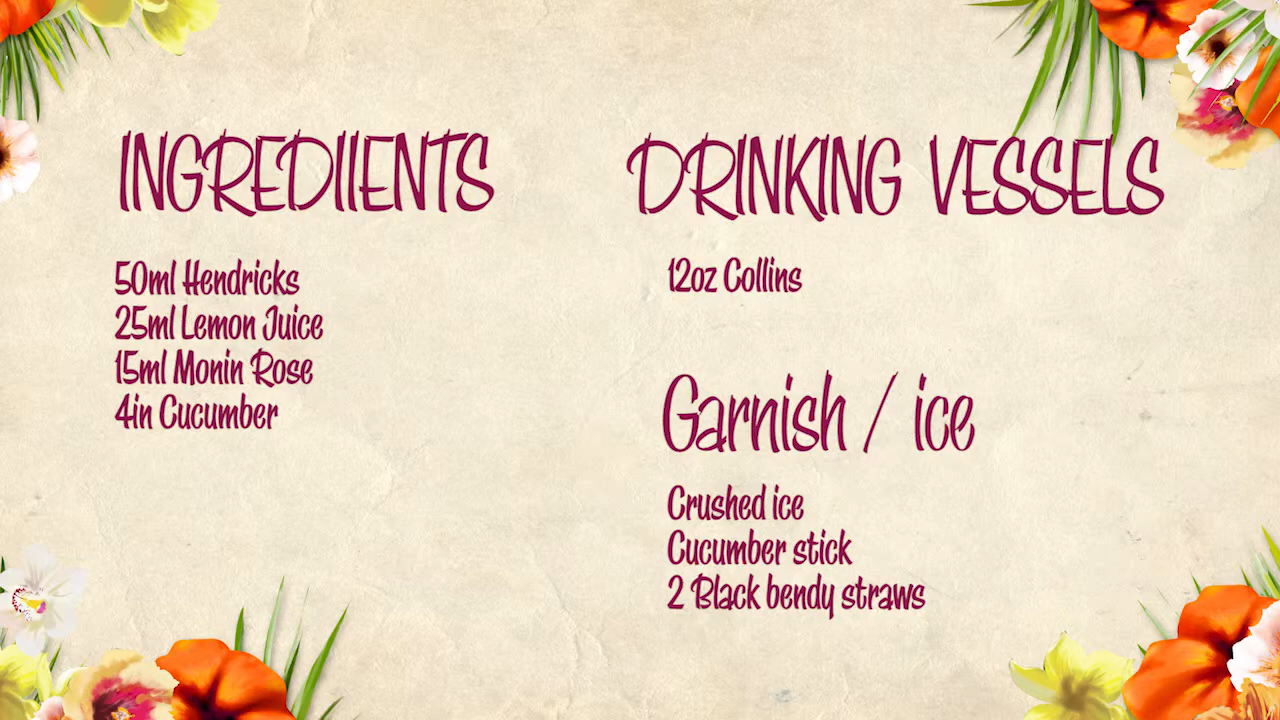 INGREDIIENTS
50ml Hendricks
25ml Lemon Juice
15ml Monin Rose
4in Cucumber
DRINKING VESSELS
12oz Collins
Garnish / ice
Crushed ice
Cucumber stick
2 Black bendy straws